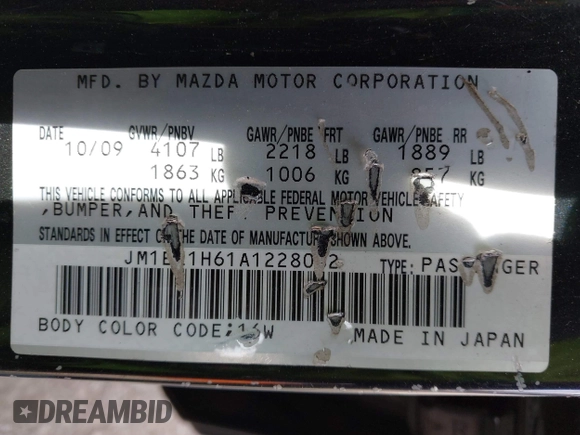 MFD. BY MAZDA MOTOR CORPORATION
DATE GVWR/PNBV GAWR/PNBE FRT GAWR/PNBE RR
10/09 4107 LB 2218 LB 1889 LB
1863 KG 1006 KG KG
THIS VEHICLE CONFORMS TO ALL APPLICABLE FEDERAL MOTOR VEHICLE SAFETY
,BUMPER,AND THEFT PREVENTION
STANDARDS IN EFFECT ON THE DATE OF MANUFACTURE SHOWN ABOVE.
TYPE: PASSENGER
BODY COLOR CODE:16W MADE IN JAPAN
DREAMBID